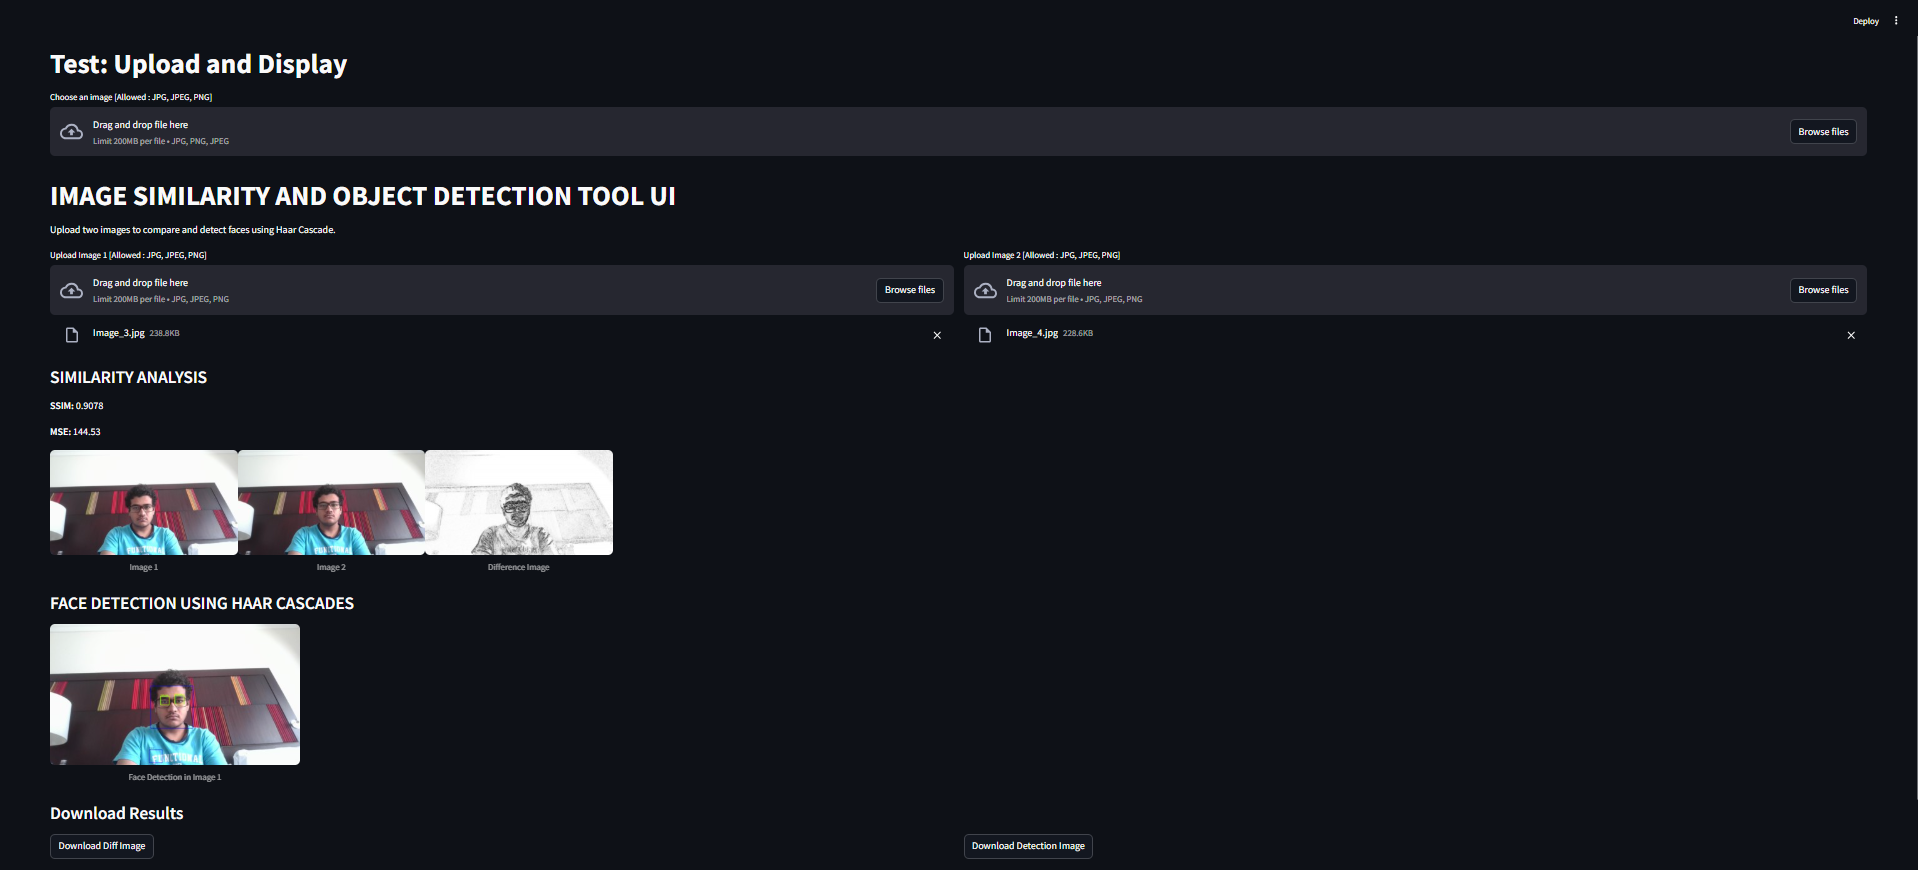 Deploy
Test: Upload and Display
Choose an image [Allowed : JPG, JPEG, PNG]
Drag and drop file here
Limit 200MB per file • JPG, PNG, JPEG
Browse files
IMAGE SIMILARITY AND OBJECT DETECTION TOOL UI
Upload two images to compare and detect faces using Haar Cascade.
Upload Image 1 [Allowed : JPG, JPEG, PNG]
Drag and drop file here
Limit 200MB per file • JPG, JPEG, PNG
Browse files
Image_3.jpg 238.8KB
Upload Image 2 [Allowed : JPG, JPEG, PNG]
Drag and drop file here
Limit 200MB per file • JPG, JPEG, PNG
Browse files
Image_4.jpg 228.6KB
SIMILARITY ANALYSIS
SSIM: 0.9078
MSE: 144.53
FUNCTIONAL
FUNCTIONAL
Image 1
Image 2
Difference Image
FACE DETECTION USING HAAR CASCADES
FUNCTIONAL
Face Detection in Image 1
Download Results
Download Diff Image
Download Detection Image